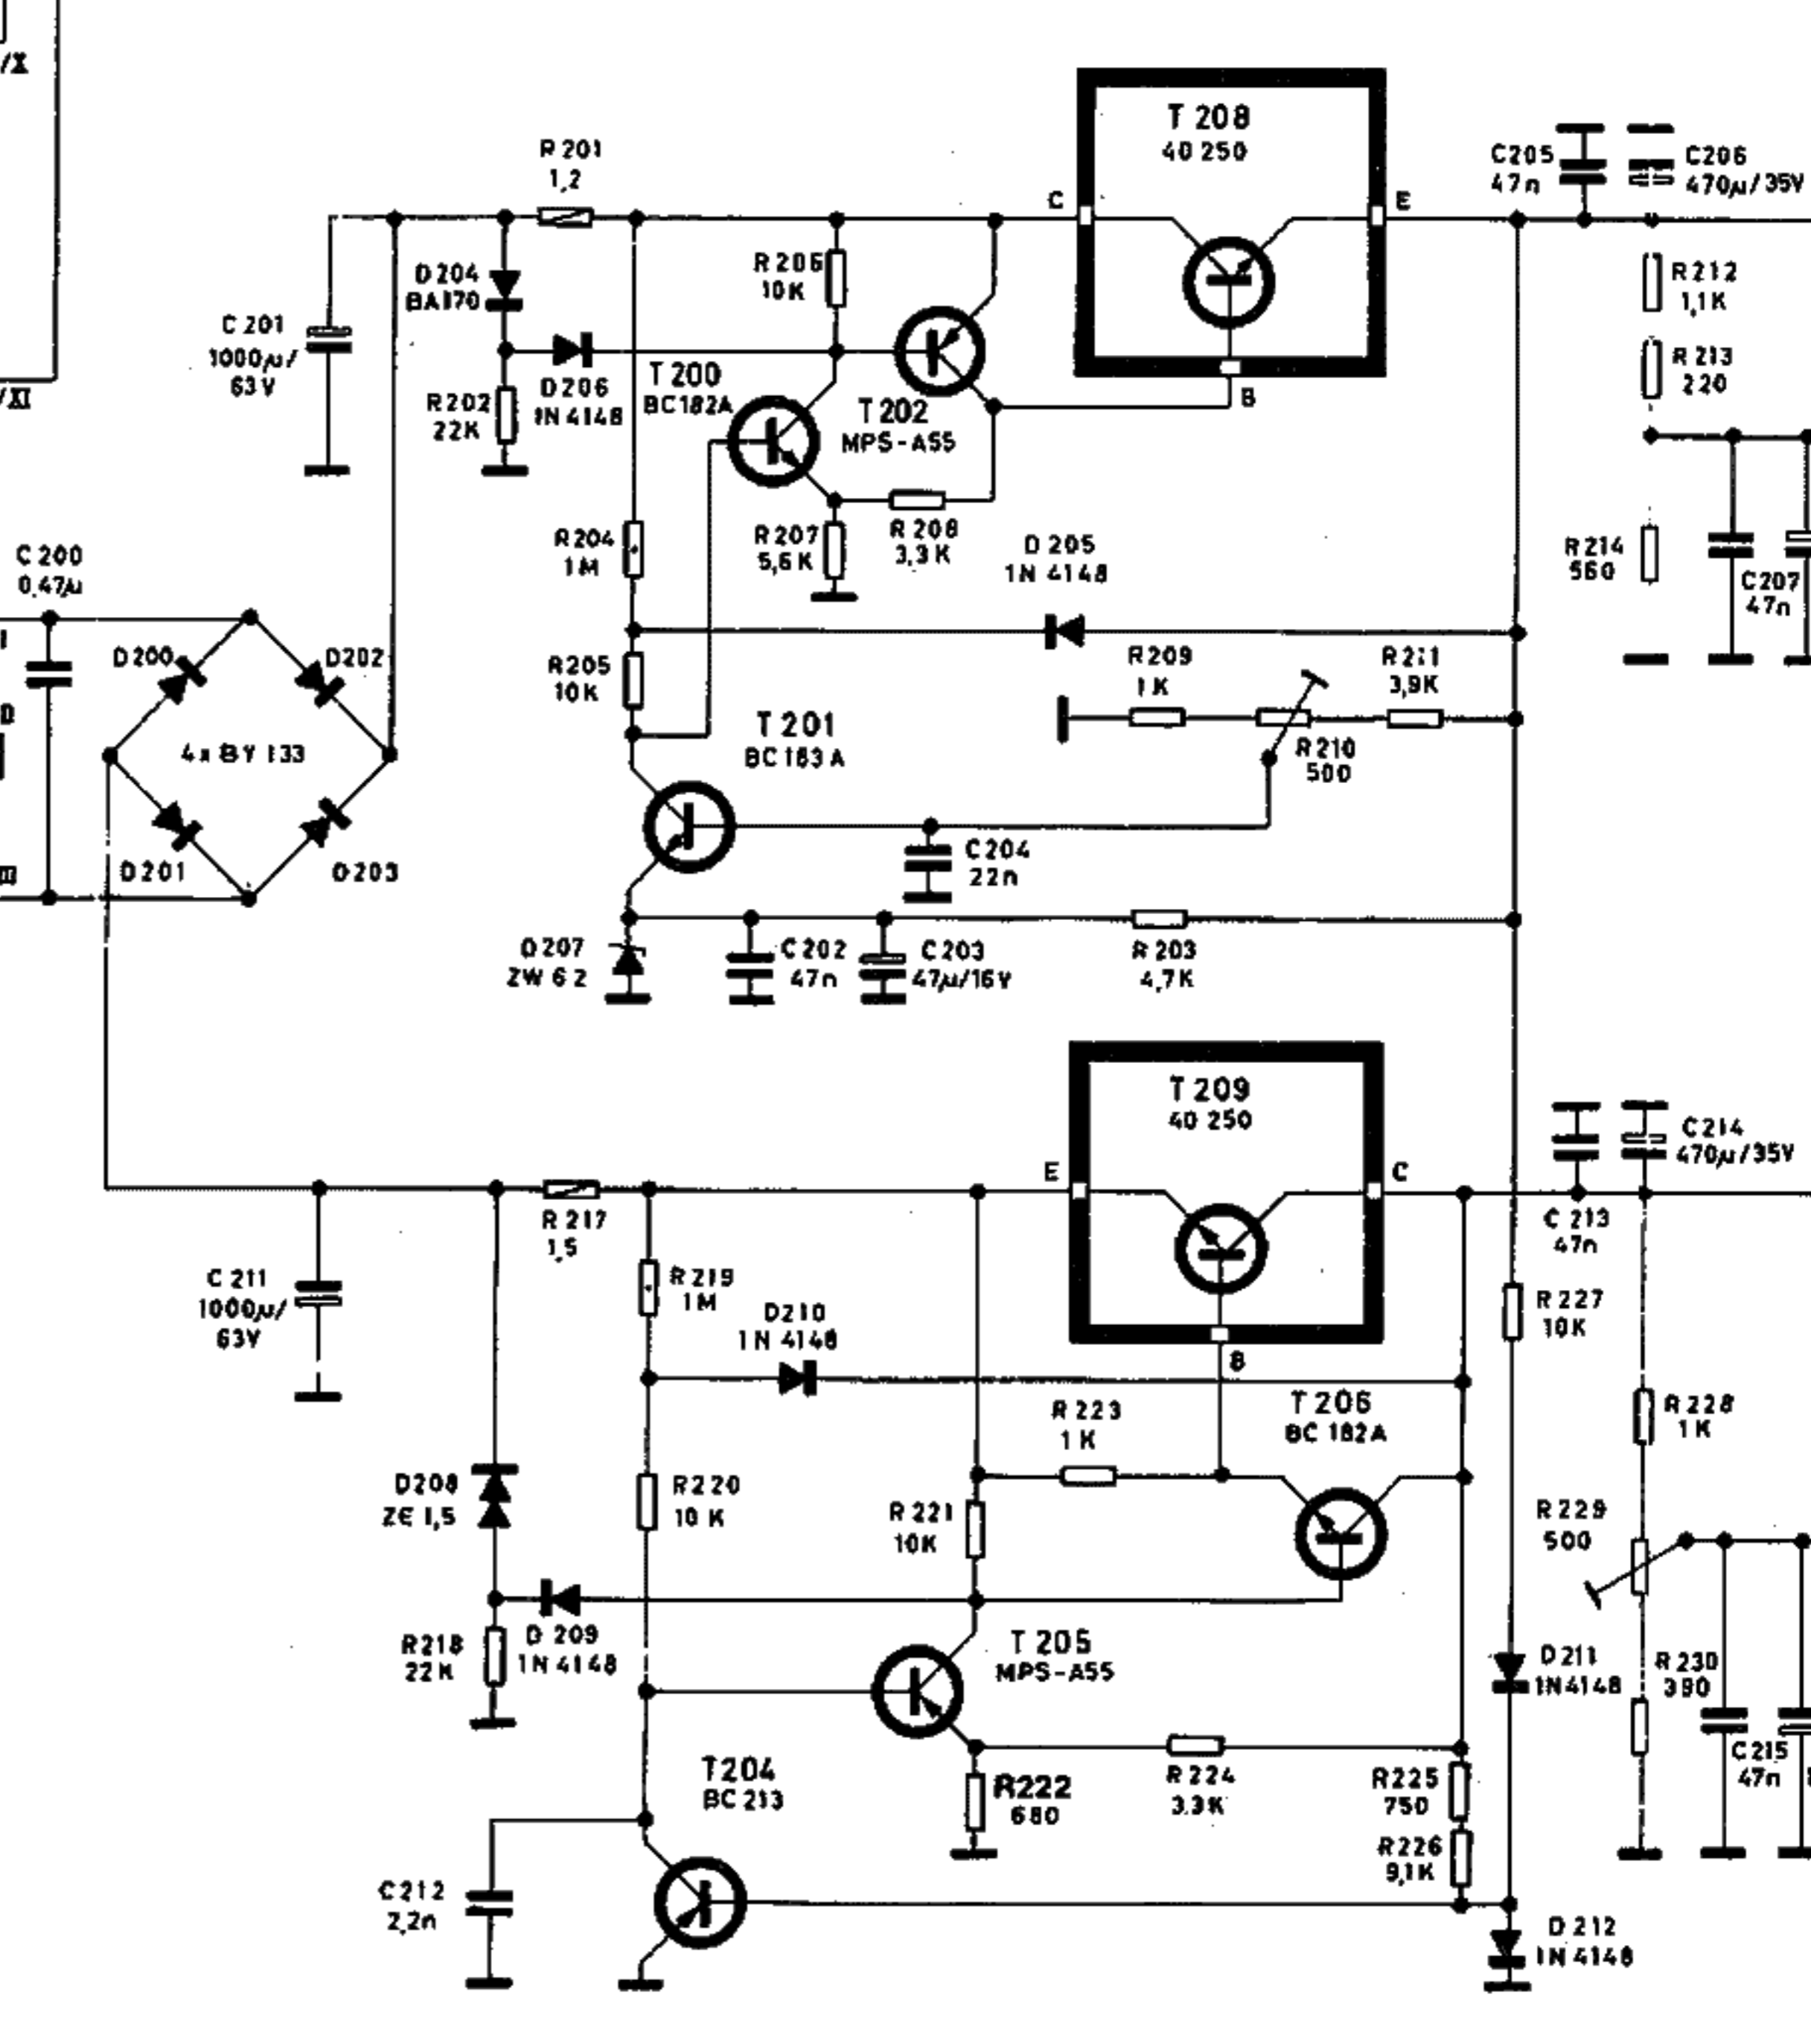 /X
T 208
40 250
R 201
1,2
C
E
C205
47n
C206
470µ/35V
D204
BA170
R 206
10K
R 212
1,1K
C 201
1000µ/
63V
R 213
220
/XI
R 202
22K
D 206
1N 4148
T 200
BC182A
T 202
MPS-A55
B
R 204
1M
R 207
5,6K
R 208
3,3K
D 205
1N 4148
R 214
560
C 200
0,47µ
C207
47n
D200
D202
R 205
10K
R 209
1K
R 211
3,9K
4x BY 133
T 201
BC 183 A
R 210
500
D201
D203
C 204
22n
D 207
ZW 6 2
C 202
47n
C 203
47µ/16V
R 203
4,7K
T 209
40 250
E
C
C 214
470µ/35V
R 217
1,5
C 213
47n
C 211
1000µ/
63V
R 219
1M
D210
1N 4148
R 227
10K
B
T 206
BC 182A
R 223
1K
R 228
1K
D208
ZE 1,5
R 220
10 K
R 221
10K
R 229
500
R218
22K
D 209
1N 4148
T 205
MPS-A55
D 211
1N4148
R 230
390
T204
BC 213
R222
680
R 224
3.3K
R 225
750
C 215
47n
R 226
9,1K
C 212
2,2n
D 212
1N 4148